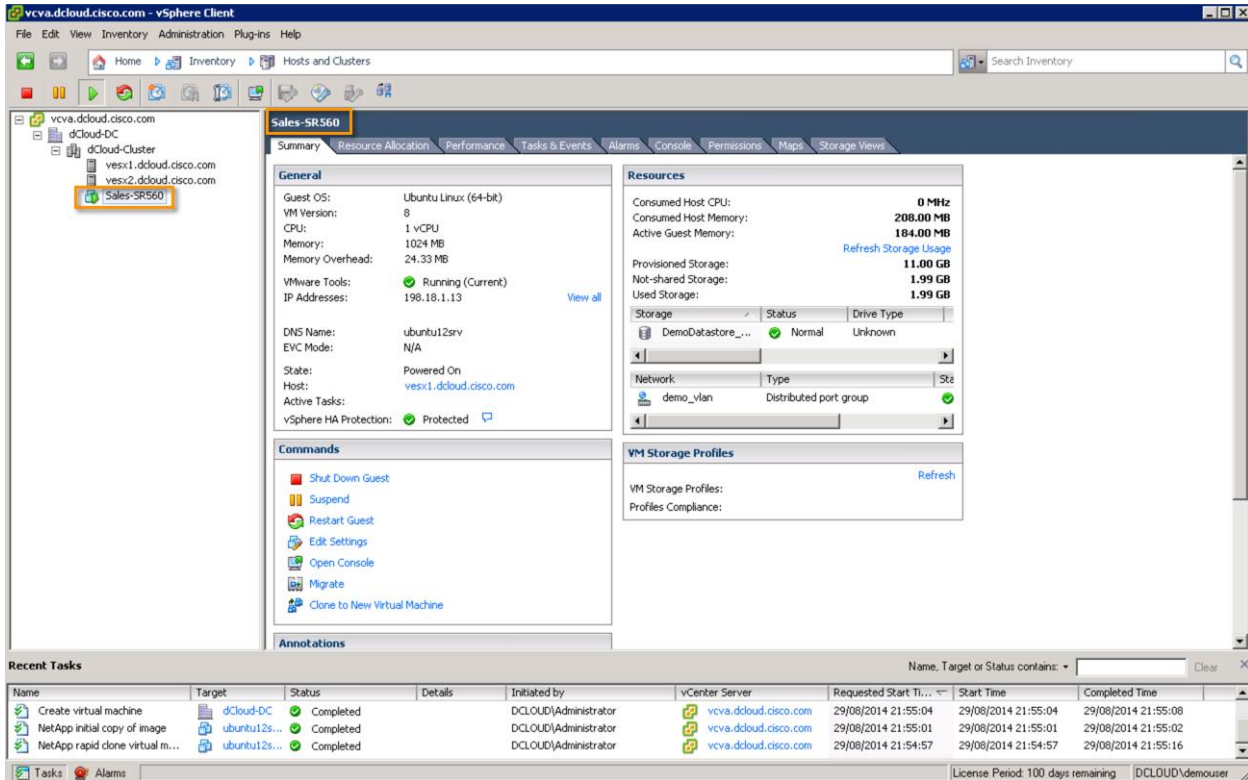 vcva.dcloud.cisco.com - vSphere Client
File Edit View Inventory Administration Plug-ins Help
Home Inventory Hosts and Clusters
Search Inventory
vcva.dcloud.cisco.com
dCloud-DC
dCloud-Cluster
vesx1.dcloud.cisco.com
vesx2.dcloud.cisco.com
Sales-SR560
Sales-SR560
Summary Resource Allocation Performance Tasks & Events Alarms Console Permissions Maps Storage Views
General
Guest OS: Ubuntu Linux (64-bit)
VM Version: 8
CPU: 1 vCPU
Memory: 1024 MB
Memory Overhead: 24.33 MB
VMware Tools: Running (Current)
IP Addresses: 198.18.1.13 View all
DNS Name: ubuntu12srv
EVC Mode: N/A
State: Powered On
Host: vesx1.dcloud.cisco.com
Active Tasks:
vSphere HA Protection: Protected
Commands
Shut Down Guest
Suspend
Restart Guest
Edit Settings
Open Console
Migrate
Clone to New Virtual Machine
Annotations
Resources
Consumed Host CPU: 0 MHz
Consumed Host Memory: 208.00 MB
Active Guest Memory: 184.00 MB
Refresh Storage Usage
Provisioned Storage: 11.00 GB
Not-shared Storage: 1.99 GB
Used Storage: 1.99 GB
Storage Status Drive Type
DemoDatastore_... Normal Unknown
Network Type Sta
demo_vlan Distributed port group
VM Storage Profiles
Refresh
VM Storage Profiles:
Profiles Compliance:
Recent Tasks Name, Target or Status contains: Clear
Name Target Status Details Initiated by vCenter Server Requested Start Ti... Start Time Completed Time
Create virtual machine dCloud-DC Completed DCLOUD\Administrator vcva.dcloud.cisco.com 29/08/2014 21:55:04 29/08/2014 21:55:04 29/08/2014 21:55:08
NetApp initial copy of image ubuntu12s... Completed DCLOUD\Administrator vcva.dcloud.cisco.com 29/08/2014 21:55:01 29/08/2014 21:55:01 29/08/2014 21:55:02
NetApp rapid clone virtual m... ubuntu12s... Completed DCLOUD\Administrator vcva.dcloud.cisco.com 29/08/2014 21:54:57 29/08/2014 21:54:57 29/08/2014 21:55:16
Tasks Alarms License Period: 100 days remaining DCLOUD\demouser